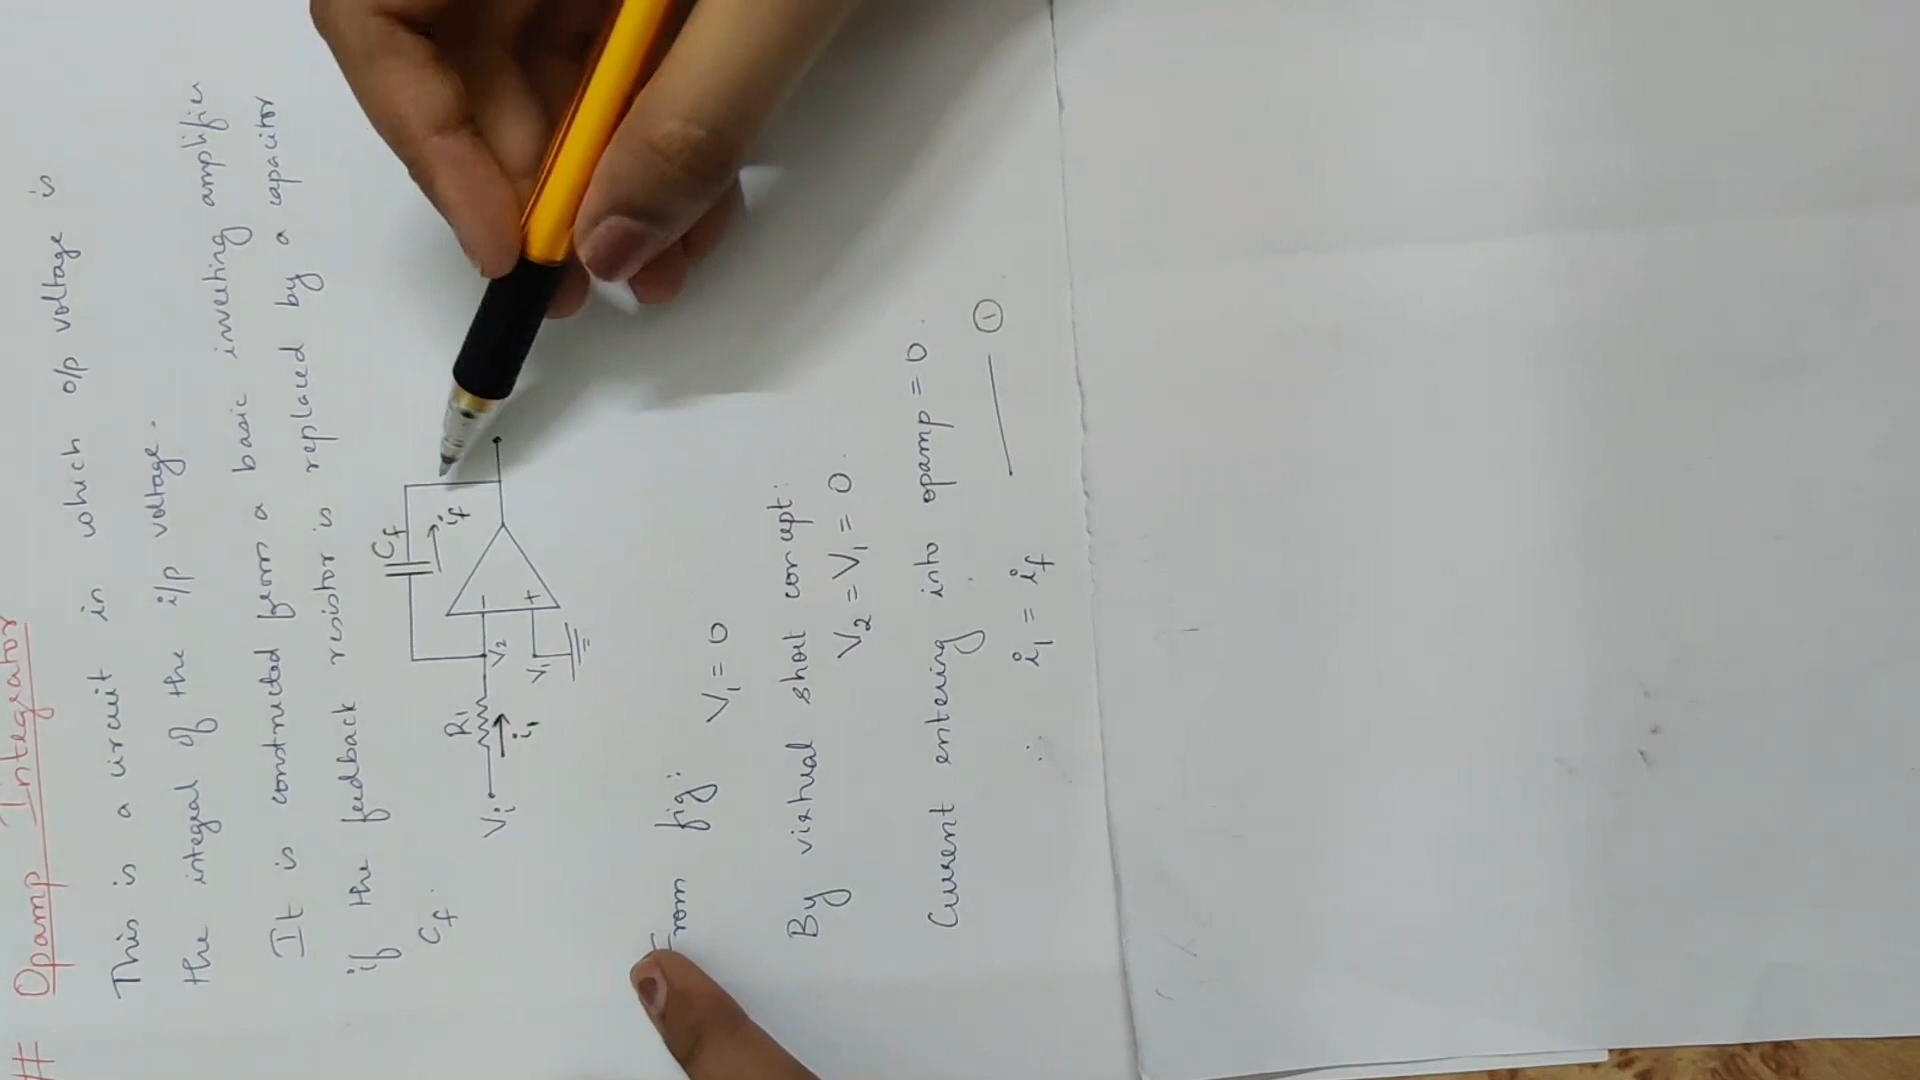 # Opamp Integrator
This is a circuit in which o/p voltage is
the integral of the i/p voltage.
It is constructed from a basic inverting amplifier
if the feedback resistor is replaced by a capacitor
Cf.
Cf
if
R1
Vi
i1
V2
-
+
V1
From fig: V1 = 0
By virtual short concept:
V2 = V1 = 0.
Current entering into opamp = 0.
∴ i1 = if ——— ①